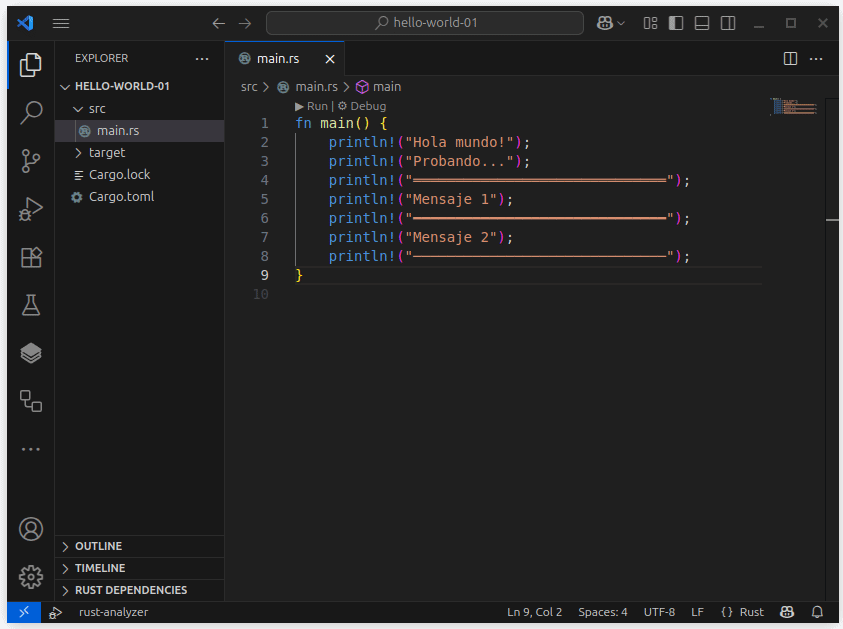 hello-world-01
EXPLORER
HELLO-WORLD-01
src
main.rs
target
Cargo.lock
Cargo.toml
OUTLINE
TIMELINE
RUST DEPENDENCIES
main.rs
src > main.rs > main
Run | Debug
1 fn main() {
2 println!("Hola mundo!");
3 println!("Probando...");
4 println!("══════════════════════════════");
5 println!("Mensaje 1");
6 println!("━━━━━━━━━━━━━━━━━━━━━━━━━━━━━━");
7 println!("Mensaje 2");
8 println!("──────────────────────────────");
9 }
10
rust-analyzer
Ln 9, Col 2 Spaces: 4 UTF-8 LF {} Rust